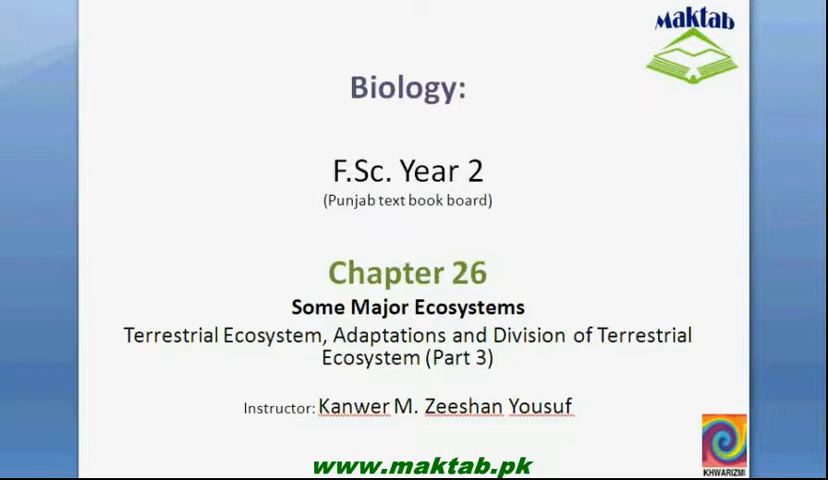 Maktab
Biology:
F.Sc. Year 2
(Punjab text book board)
Chapter 26
Some Major Ecosystems
Terrestrial Ecosystem, Adaptations and Division of Terrestrial
Ecosystem (Part 3)
Instructor: Kanwer M. Zeeshan Yousuf
www.maktab.pk
KHWARIZMI